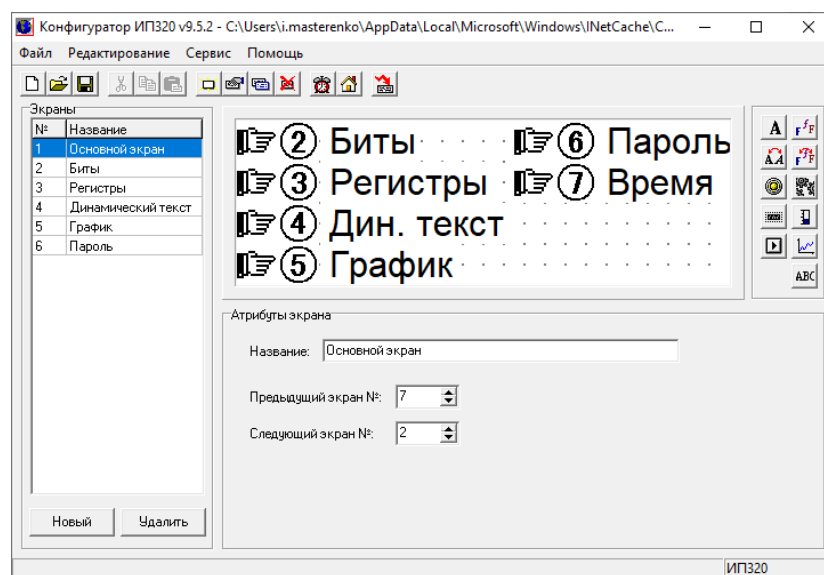 Конфигуратор ИП320 v9.5.2 - C:\Users\i.masterenko\AppData\Local\Microsoft\Windows\INetCache\C...
Файл Редактирование Сервис Помощь
Экраны
№ Название
1 Основной экран
2 Биты
3 Регистры
4 Динамический текст
5 График
6 Пароль
Новый Удалить
2 Биты 6 Пароль
3 Регистры 7 Время
4 Дин. текст
5 График
A F f F
A A F F
ABC
Атрибуты экрана
Название: Основной экран
Предыдущий экран №: 7
Следующий экран №: 2
ИП320